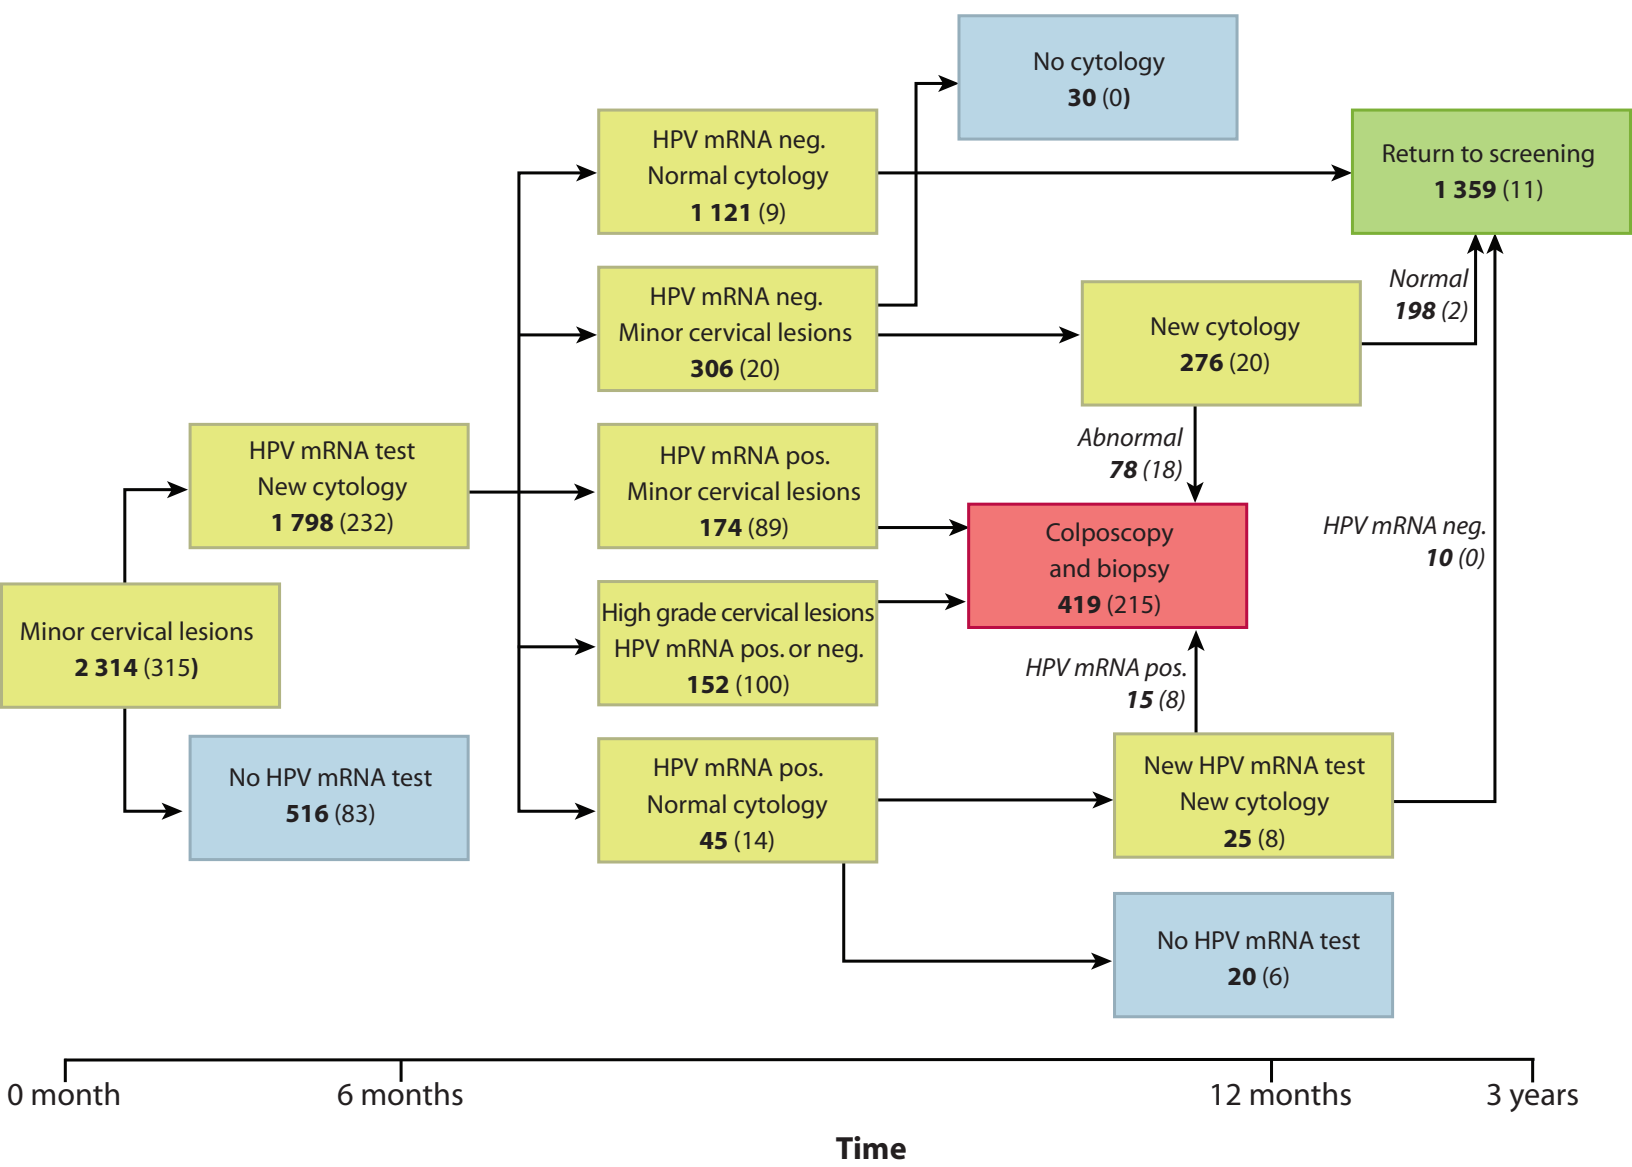 No cytology
30 (0)
HPV mRNA neg.
Normal cytology
1 121 (9)
Return to screening
1 359 (11)
HPV mRNA neg.
Minor cervical lesions
306 (20)
New cytology
276 (20)
Normal
198 (2)
Abnormal
78 (18)
HPV mRNA test
New cytology
1 798 (232)
HPV mRNA pos.
Minor cervical lesions
174 (89)
Colposcopy
and biopsy
419 (215)
HPV mRNA neg.
10 (0)
Minor cervical lesions
2 314 (315)
High grade cervical lesions
HPV mRNA pos. or neg.
152 (100)
HPV mRNA pos.
15 (8)
No HPV mRNA test
516 (83)
HPV mRNA pos.
Normal cytology
45 (14)
New HPV mRNA test
New cytology
25 (8)
No HPV mRNA test
20 (6)
0 month
6 months
12 months
3 years
Time